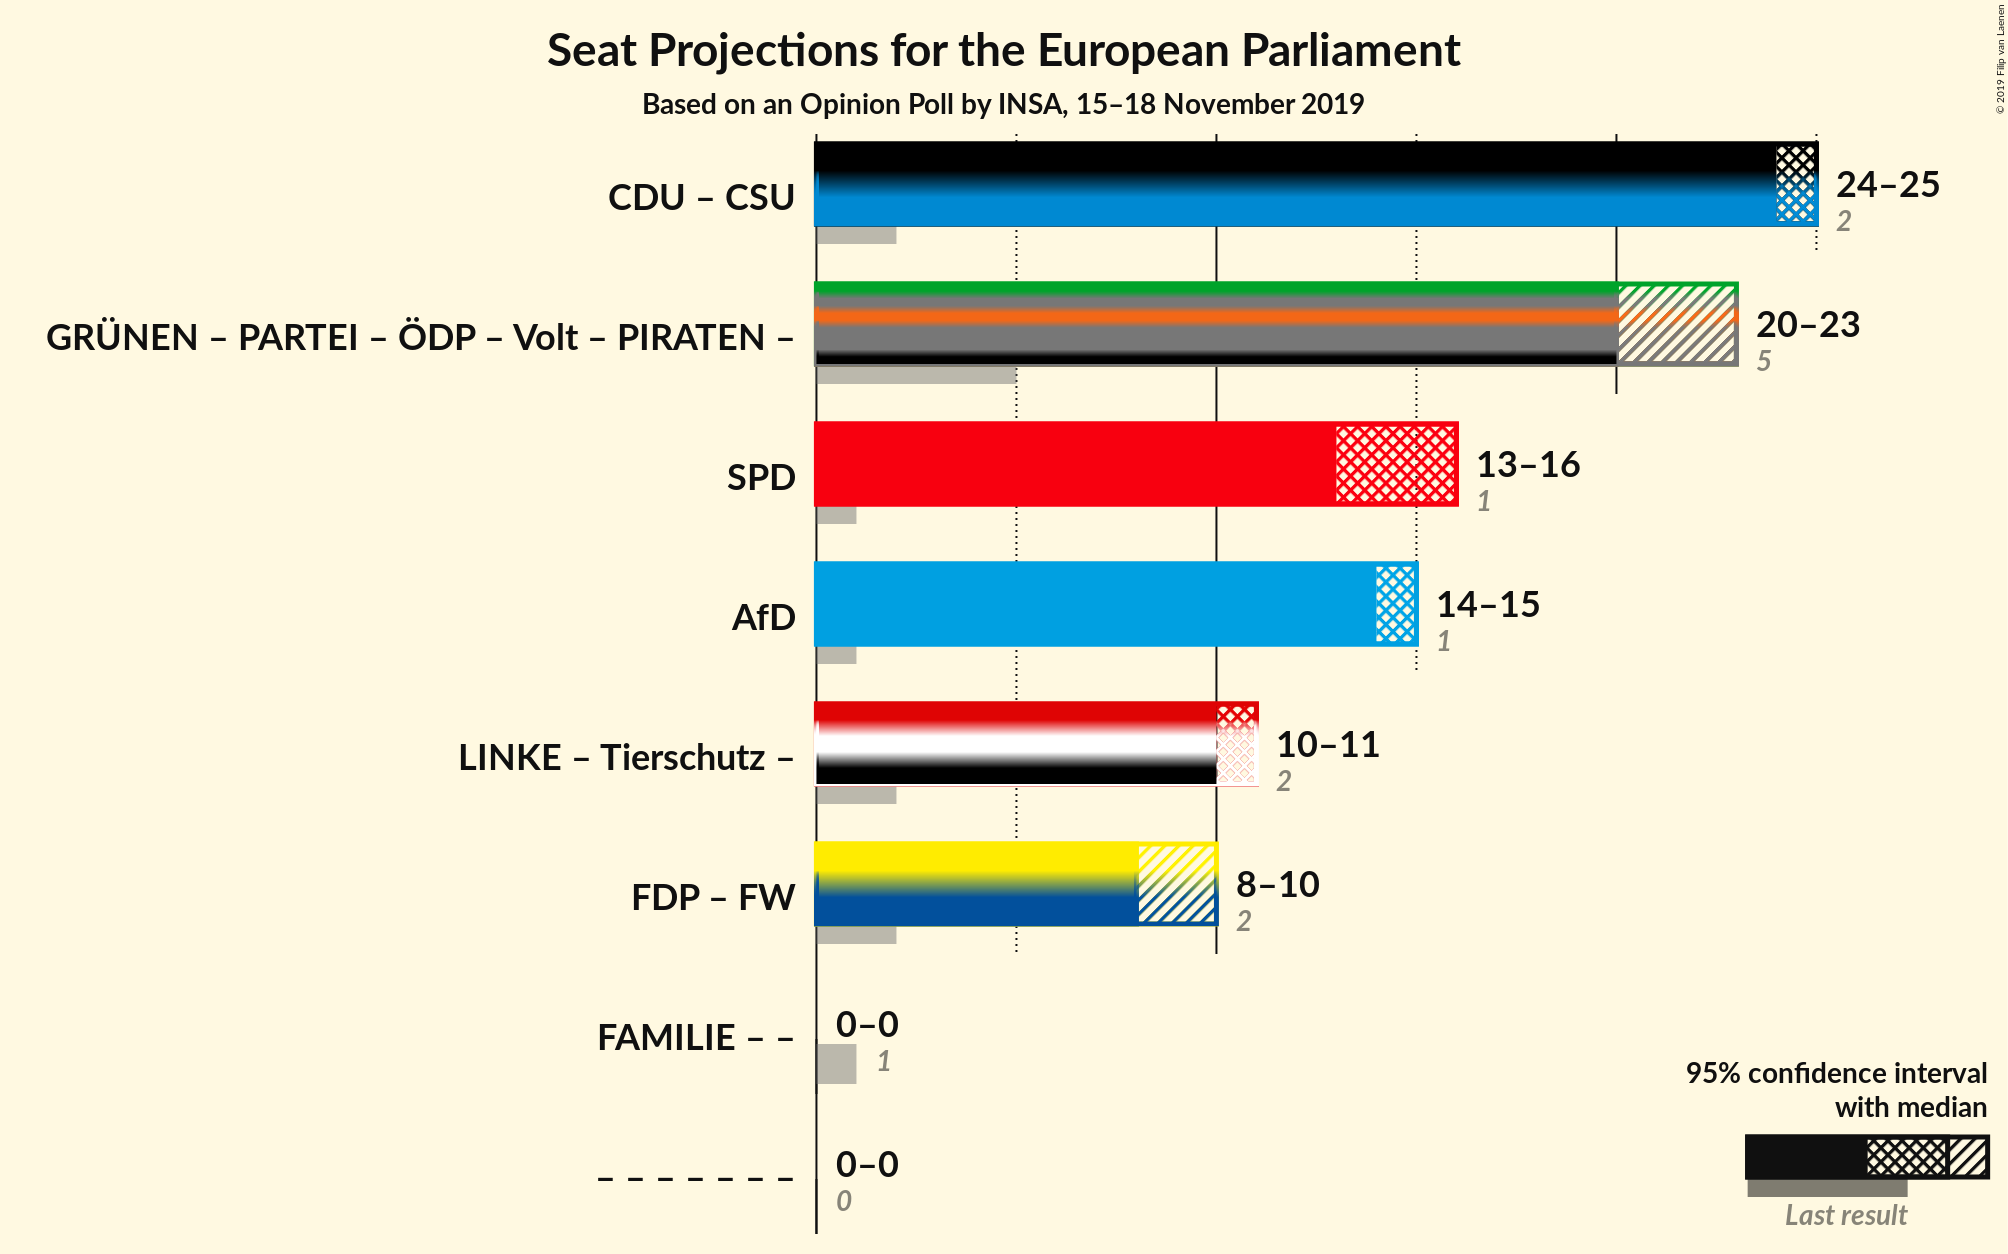 Seat Projections for the European Parliament
Based on an Opinion Poll by INSA, 15–18 November 2019
© 2019 Filip van Laenen
CDU – CSU
24–25
2
GRÜNEN – PARTEI – ÖDP – Volt – PIRATEN –
20–23
5
SPD
13–16
1
AfD
14–15
1
LINKE – Tierschutz –
10–11
2
FDP – FW
8–10
2
FAMILIE – –
0–0
1
– – – – – – –
0–0
0
95% confidence interval
with median
Last result